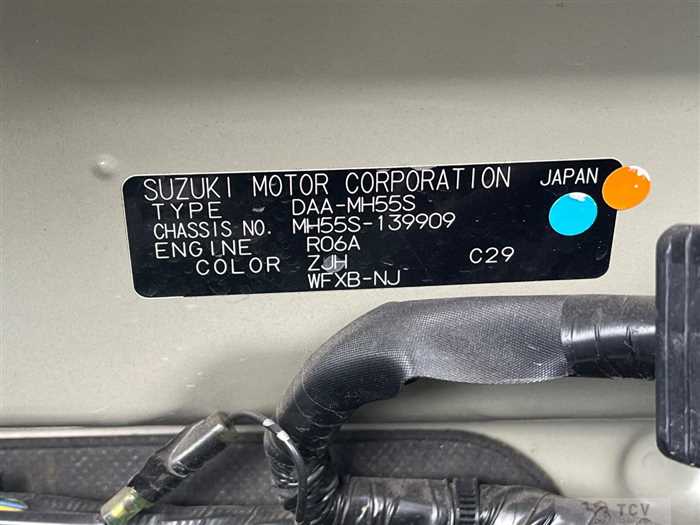 SUZUKI MOTOR CORPORATION JAPAN
TYPE DAA-MH55S
CHASSIS NO. MH55S-139909
ENGINE R06A
COLOR ZJH C29
WFXB-NJ
TCV